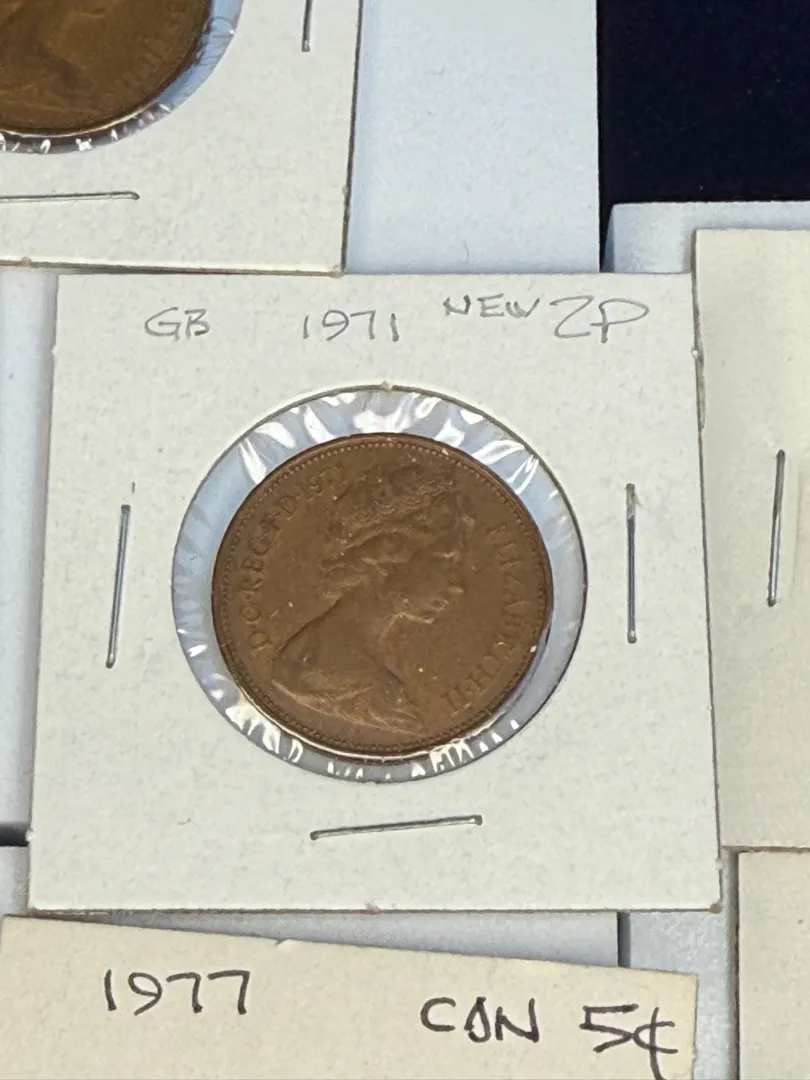 GB 1971 NEW 2P
D·G·REG·F·D·1971
ELIZABETH·II
1977 CDN 5¢